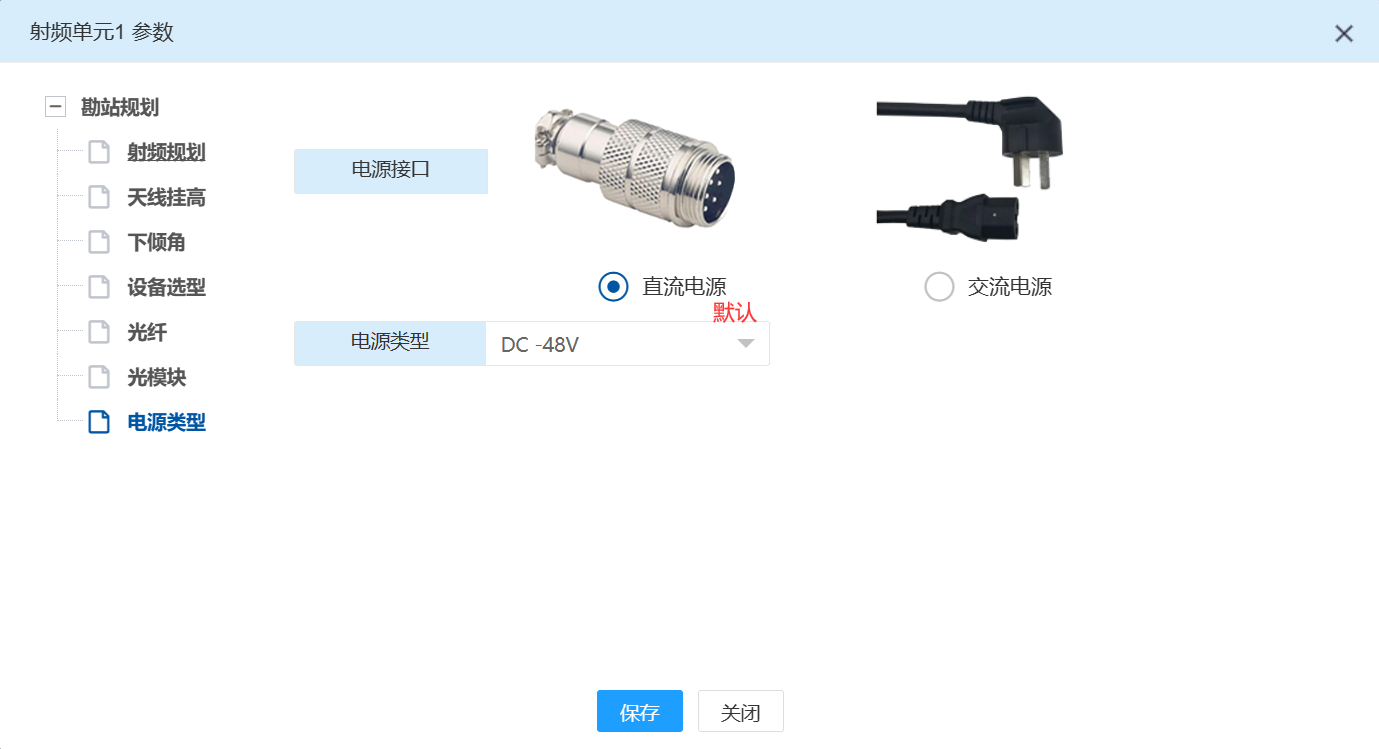 射频单元1 参数
勘站规划
射频规划
天线挂高
下倾角
设备选型
光纤
光模块
电源类型
电源接口
直流电源
交流电源
默认
电源类型
DC -48V
保存
关闭